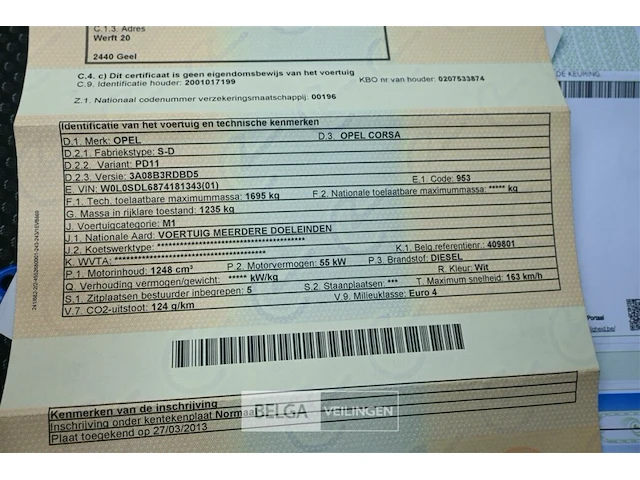 C.1.3. Adres
Werft 20
2440 Geel
C.4. c) Dit certificaat is geen eigendomsbewijs van het voertuig
C.9. Identificatie houder: 2001017199
KBO nr van houder: 0207533874
Z.1. Nationaal codenummer verzekeringsmaatschappij: 00196
DE KEURING
Identificatie van het voertuig en technische kenmerken
D.1. Merk: OPEL
D.3. OPEL CORSA
D.2.1. Fabriekstype: S-D
D.2.2. Variant: PD11
D.2.3. Versie: 3A08B3RDBD5
E. VIN: W0L0SDL6874181343(01)
E.1. Code: 953
F.1. Tech. toelaatbare maximummassa: 1695 kg
F.2. Nationale toelaatbare maximummassa: ***** kg
G. Massa in rijklare toestand: 1235 kg
J. Voertuigcategorie: M1
J.1. Nationale Aard: VOERTUIG MEERDERE DOELEINDEN
J.2. Koetswerktype:
K. WVTA:
K.1. Belg.referentienr. 409801
P.1. Motorinhoud: 1248 cm³
P.2. Motorvermogen: 55 kW
P.3. Brandstof: DIESEL
Q. Verhouding vermogen/gewicht: ***** kW/kg
R. Kleur: Wit
S.1. Zitplaatsen bestuurder inbegrepen: 5
S.2. Staanplaatsen: ***
T. Maximum snelheid: 163 km/h
V.7. CO2-uitstoot: 124 g/km
V.9. Milieuklasse: Euro 4
Portaal
Kenmerken van de inschrijving
Inschrijving onder kentekenplaat Normaal
Plaat toegekend op 27/03/2013
BELGA VEILINGEN